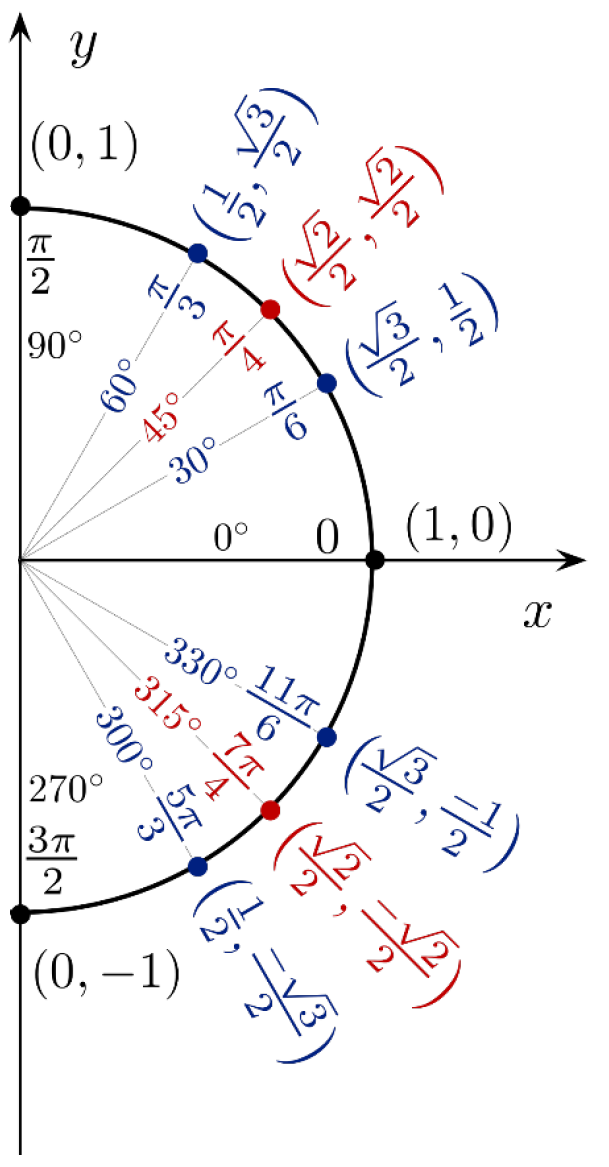 y
(0, 1)
(1/2, √3/2)
(√2/2, √2/2)
π/2
π/3
(√3/2, 1/2)
90°
π/4
60°
45°
π/6
30°
0°
0
(1, 0)
x
330°
11π/6
315°
7π/4
300°
(√3/2, −1/2)
270°
5π/3
3π/2
(√2/2, −√2/2)
(1/2, −√3/2)
(0, −1)